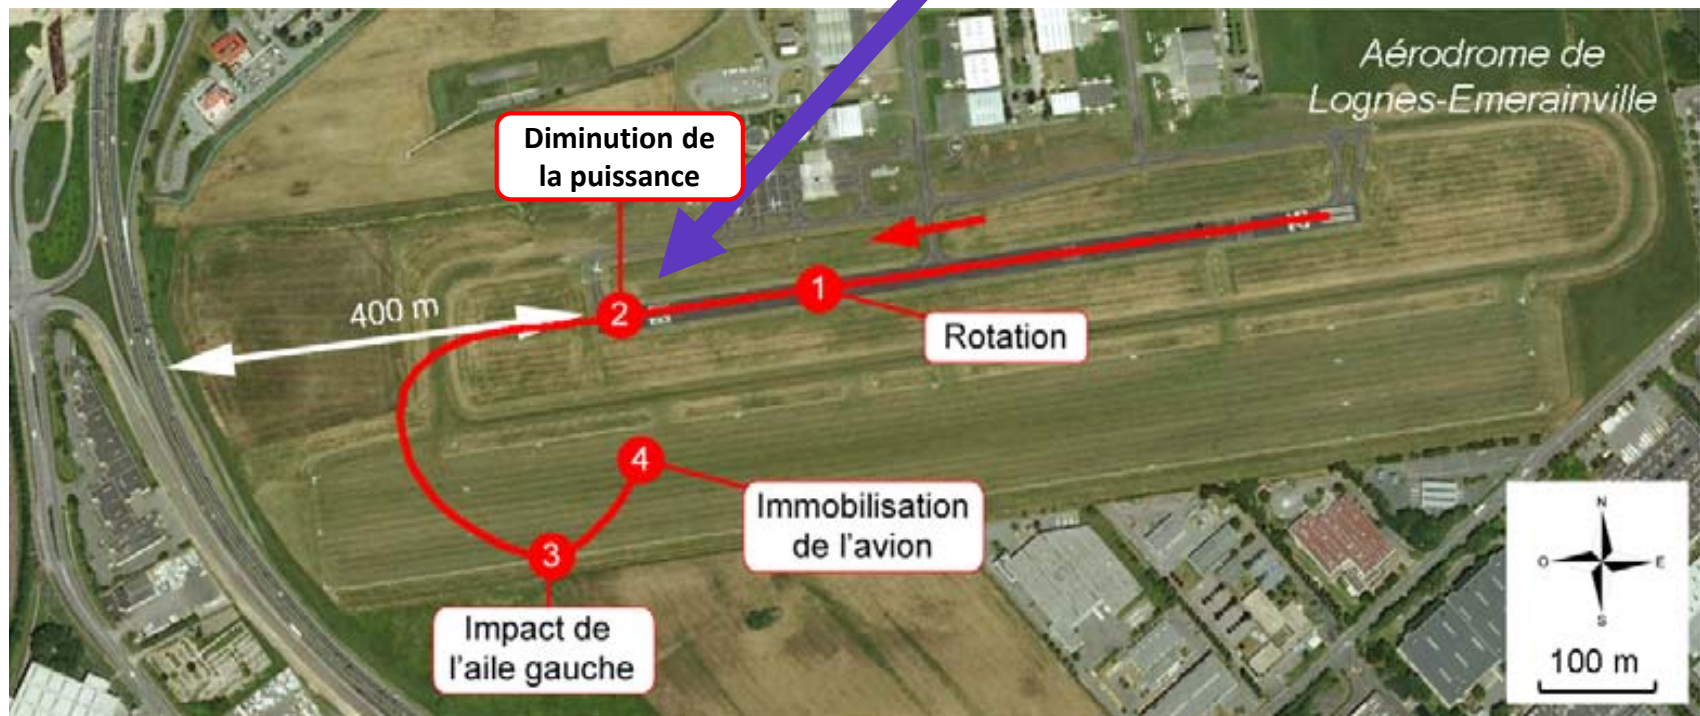 Aérodrome de
Lognes-Emerainville
Diminution de
la puissance
400 m
2
1
Rotation
4
Immobilisation
de l'avion
3
Impact de
l'aile gauche
N
O
E
S
100 m